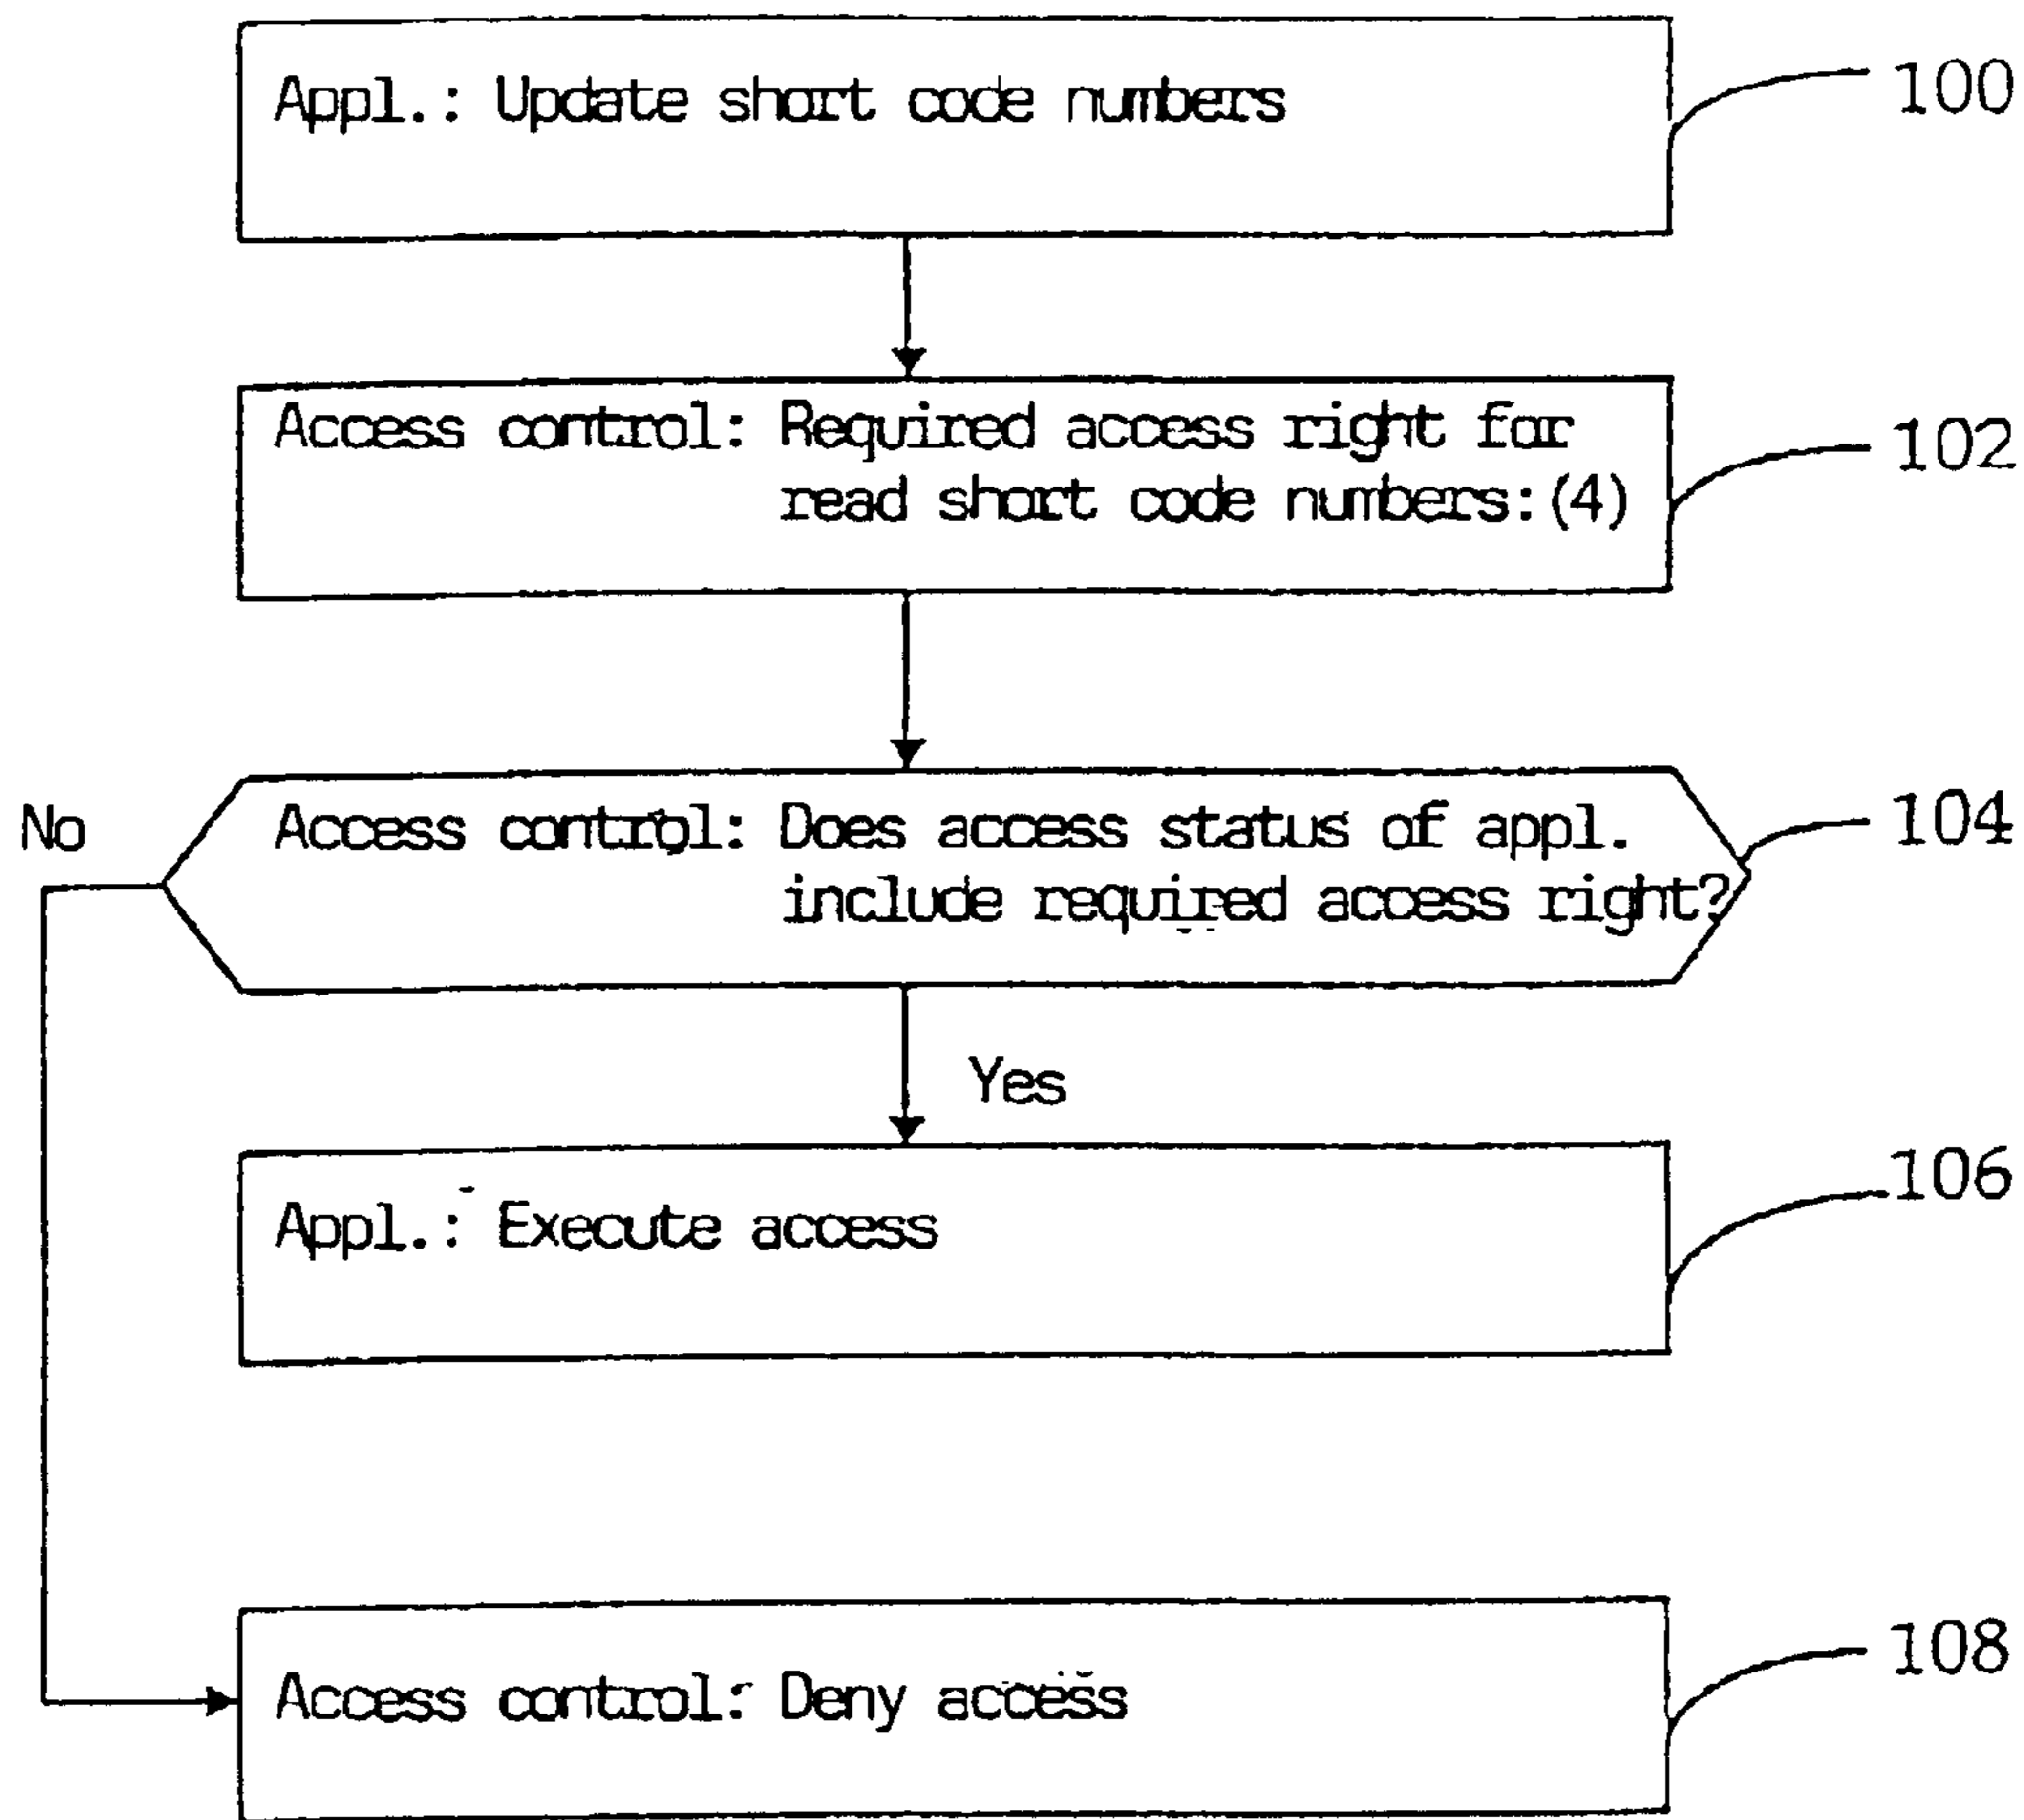 Appl.: Update short code numbers
100
Access control: Required access right for
read short code numbers:(4)
102
No
Access control: Does access status of appl.
include required access right?
104
Yes
Appl.: Execute access
106
Access control: Deny access
108